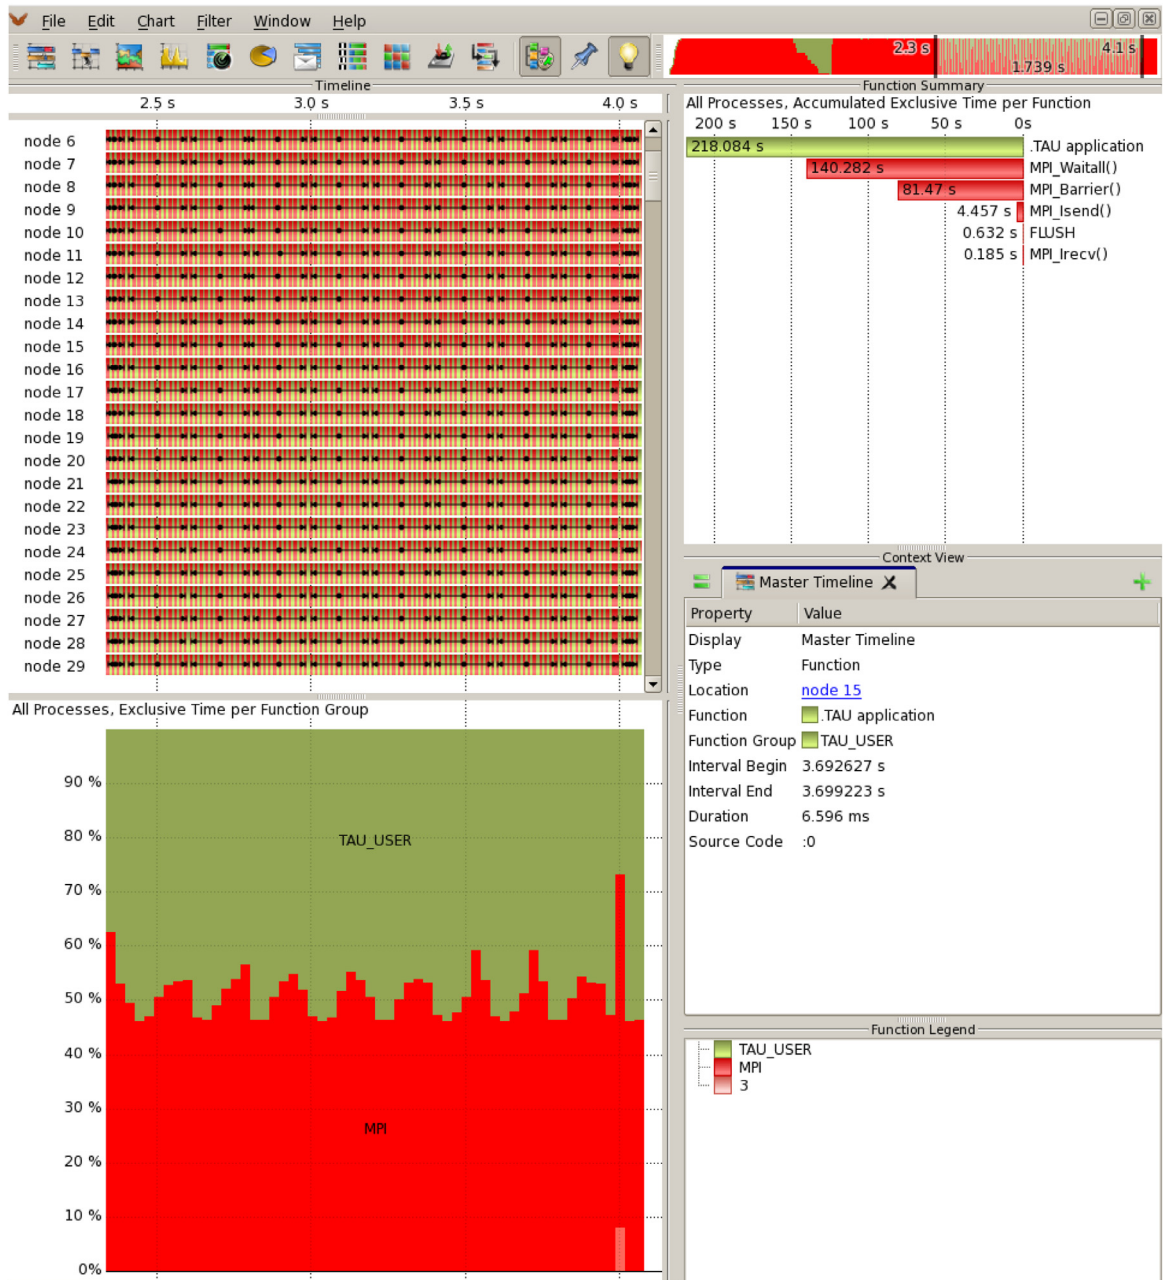 File Edit Chart Filter Window Help
2.3 s 4.1 s
1.739 s
Timeline
2.5 s 3.0 s 3.5 s 4.0 s
node 6
node 7
node 8
node 9
node 10
node 11
node 12
node 13
node 14
node 15
node 16
node 17
node 18
node 19
node 20
node 21
node 22
node 23
node 24
node 25
node 26
node 27
node 28
node 29
All Processes, Exclusive Time per Function Group
90 %
80 %
70 %
60 %
50 %
40 %
30 %
20 %
10 %
0%
TAU_USER
MPI
Function Summary
All Processes, Accumulated Exclusive Time per Function
200 s 150 s 100 s 50 s 0s
218.084 s .TAU application
140.282 s MPI_Waitall()
81.47 s MPI_Barrier()
4.457 s MPI_Isend()
0.632 s FLUSH
0.185 s MPI_Irecv()
Context View
Master Timeline
Property Value
Display Master Timeline
Type Function
Location node 15
Function .TAU application
Function Group TAU_USER
Interval Begin 3.692627 s
Interval End 3.699223 s
Duration 6.596 ms
Source Code :0
Function Legend
TAU_USER
MPI
3